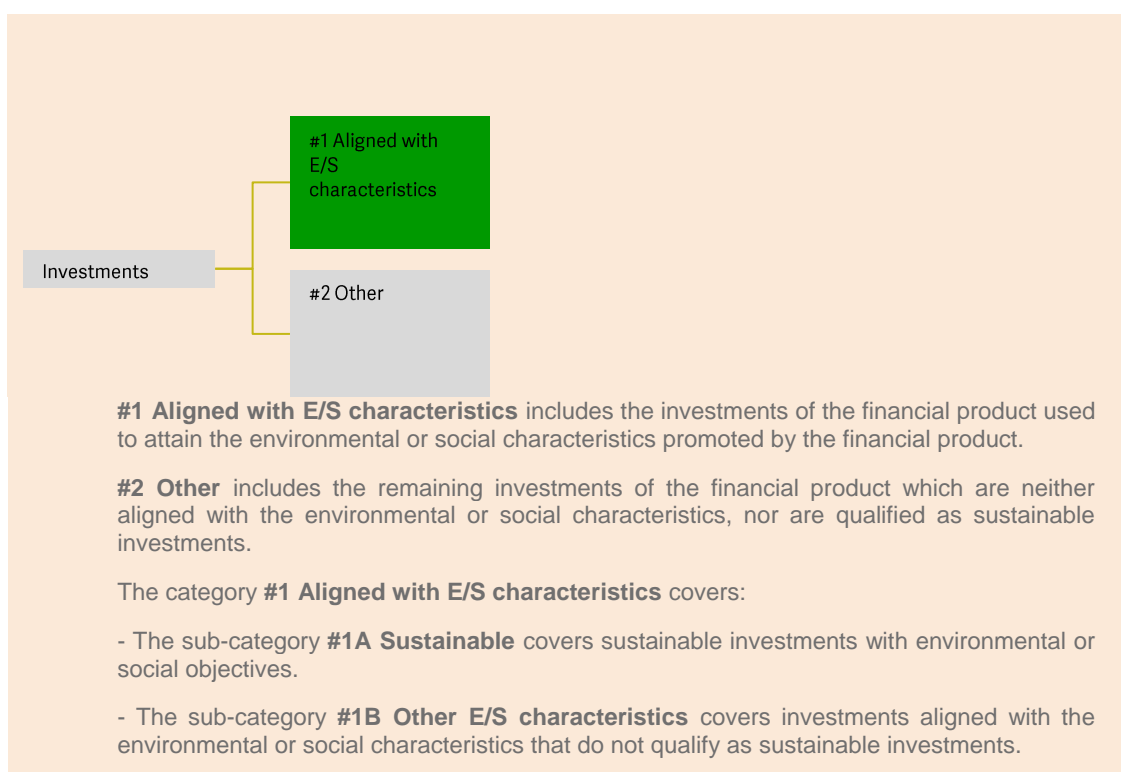 #1 Aligned with
E/S
characteristics
Investments
#2 Other
#1 Aligned with E/S characteristics includes the investments of the financial product used
to attain the environmental or social characteristics promoted by the financial product.
#2 Other includes the remaining investments of the financial product which are neither
aligned with the environmental or social characteristics, nor are qualified as sustainable
investments.
The category #1 Aligned with E/S characteristics covers:
- The sub-category #1A Sustainable covers sustainable investments with environmental or
social objectives.
- The sub-category #1B Other E/S characteristics covers investments aligned with the
environmental or social characteristics that do not qualify as sustainable investments.